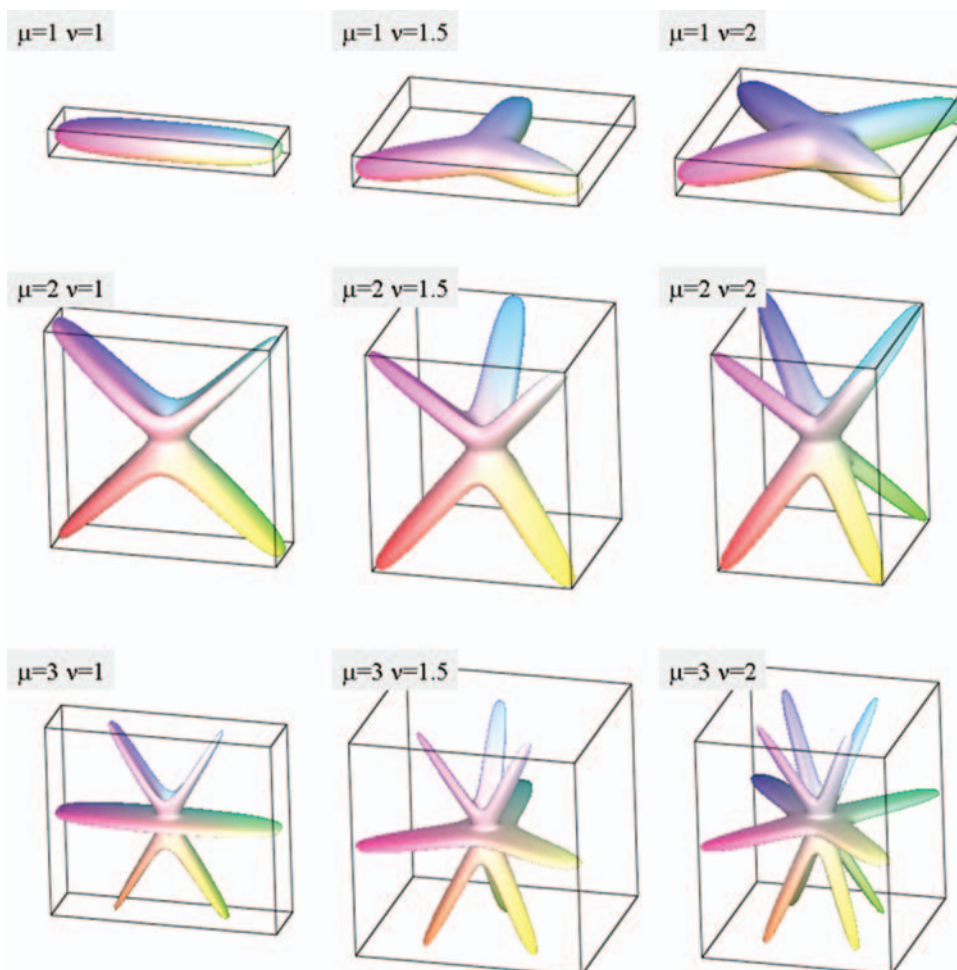 μ=1 ν=1
μ=1 ν=1.5
μ=1 ν=2
μ=2 ν=1
μ=2 ν=1.5
μ=2 ν=2
μ=3 ν=1
μ=3 ν=1.5
μ=3 ν=2